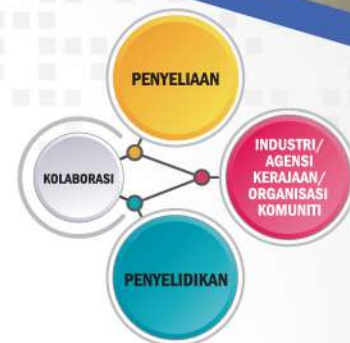 PENYELIAAN
KOLABORASI
INDUSTRI/
AGENSI
KERAJAAN/
ORGANISASI
KOMUNITI
PENYELIDIKAN